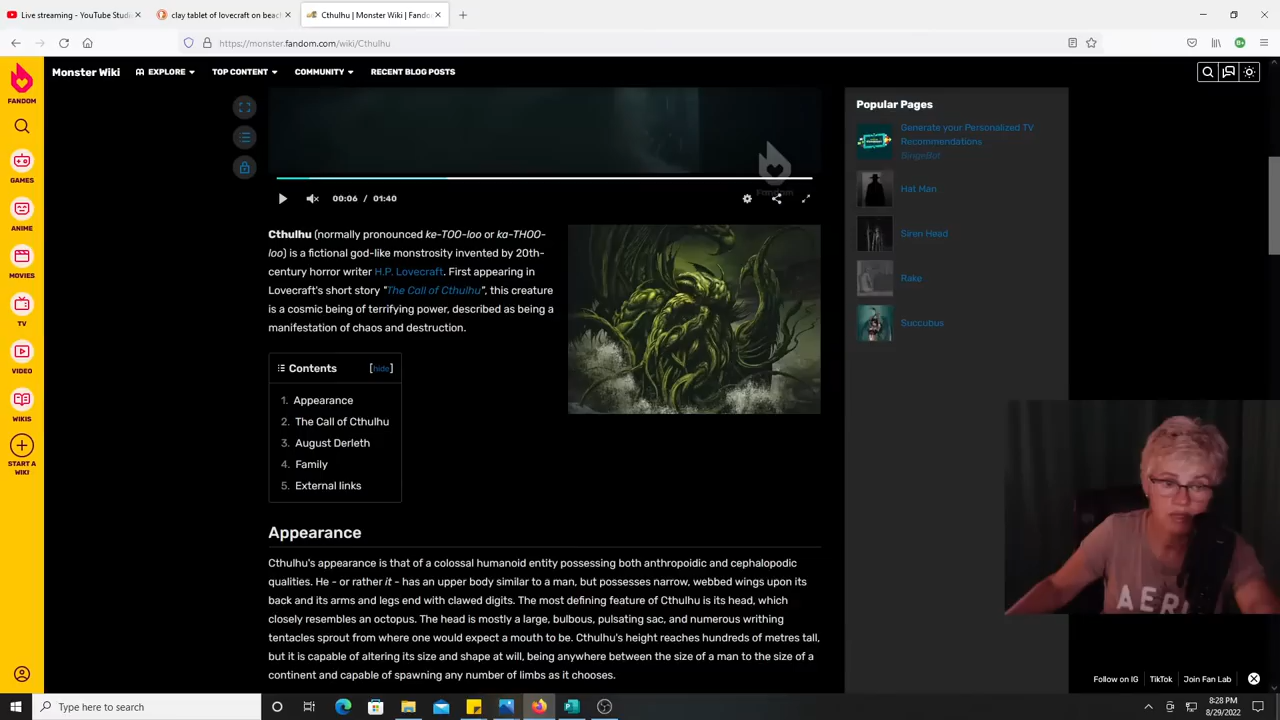 Live streaming - YouTube Studi
clay tablet of lovecraft on beac
Cthulhu | Monster Wiki | Fando
https://monster.fandom.com/wiki/Cthulhu
FANDOM
GAMES
ANIME
MOVIES
TV
VIDEO
WIKIS
START A
WIKI
Monster Wiki
EXPLORE
TOP CONTENT
COMMUNITY
RECENT BLOG POSTS
Fandom
00:06 / 01:40
Cthulhu (normally pronounced ke-TOO-loo or ka-THOO-
loo) is a fictional god-like monstrosity invented by 20th-
century horror writer H.P. Lovecraft. First appearing in
Lovecraft's short story "The Call of Cthulhu", this creature
is a cosmic being of terrifying power, described as being a
manifestation of chaos and destruction.
Contents [hide]
1. Appearance
2. The Call of Cthulhu
3. August Derleth
4. Family
5. External links
Appearance
Cthulhu's appearance is that of a colossal humanoid entity possessing both anthropoidic and cephalopodic
qualities. He - or rather it - has an upper body similar to a man, but possesses narrow, webbed wings upon its
back and its arms and legs end with clawed digits. The most defining feature of Cthulhu is its head, which
closely resembles an octopus. The head is mostly a large, bulbous, pulsating sac, and numerous writhing
tentacles sprout from where one would expect a mouth to be. Cthulhu's height reaches hundreds of metres tall,
but it is capable of altering its size and shape at will, being anywhere between the size of a man to the size of a
continent and capable of spawning any number of limbs as it chooses.
Popular Pages
Generate your Personalized TV
Recommendations
BingeBot
Hat Man
Siren Head
Rake
Succubus
AERO
Follow on IG
TikTok
Join Fan Lab
Type here to search
8:28 PM
8/29/2022